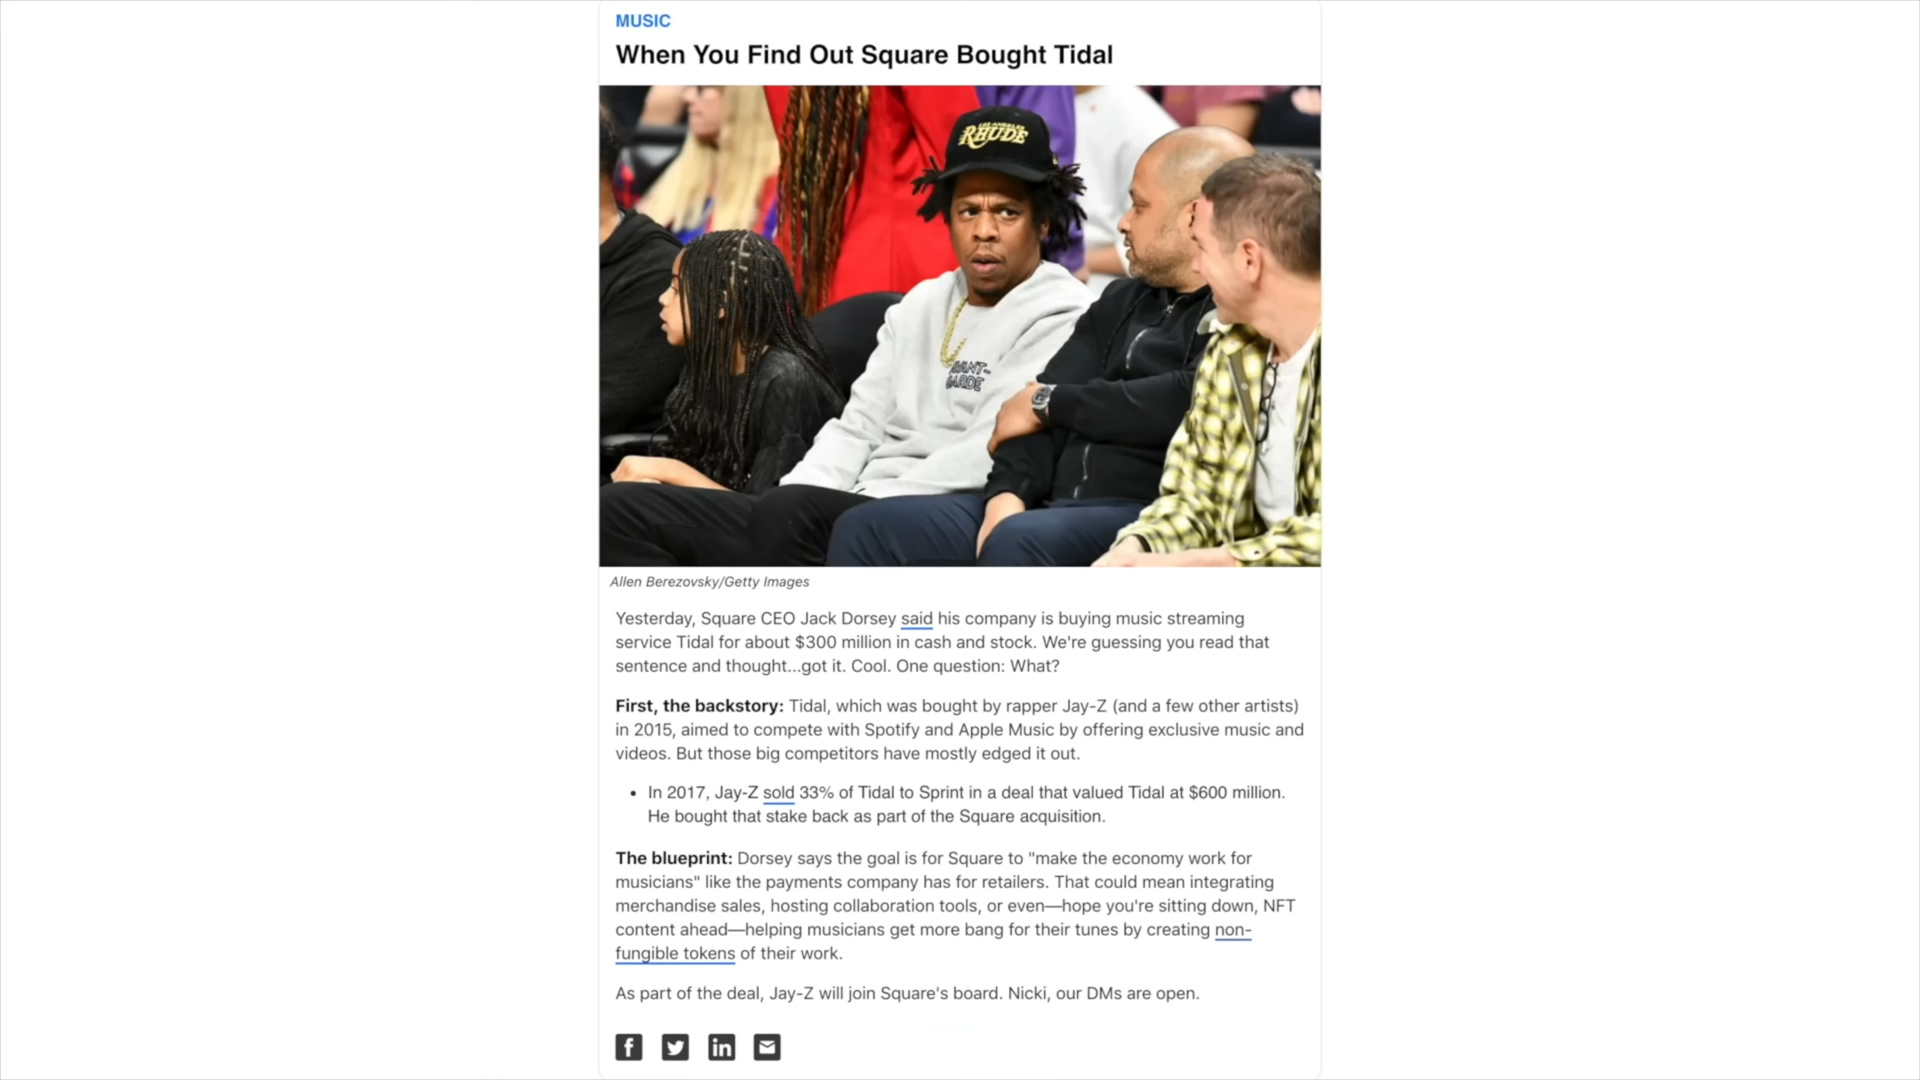 MUSIC
When You Find Out Square Bought Tidal
LOS ANGELES
RHUDE
AVANT-
GARDE
Allen Berezovsky/Getty Images
Yesterday, Square CEO Jack Dorsey said his company is buying music streaming
service Tidal for about $300 million in cash and stock. We're guessing you read that
sentence and thought...got it. Cool. One question: What?
First, the backstory: Tidal, which was bought by rapper Jay-Z (and a few other artists)
in 2015, aimed to compete with Spotify and Apple Music by offering exclusive music and
videos. But those big competitors have mostly edged it out.
• In 2017, Jay-Z sold 33% of Tidal to Sprint in a deal that valued Tidal at $600 million.
He bought that stake back as part of the Square acquisition.
The blueprint: Dorsey says the goal is for Square to "make the economy work for
musicians" like the payments company has for retailers. That could mean integrating
merchandise sales, hosting collaboration tools, or even—hope you're sitting down, NFT
content ahead—helping musicians get more bang for their tunes by creating non-
fungible tokens of their work.
As part of the deal, Jay-Z will join Square's board. Nicki, our DMs are open.